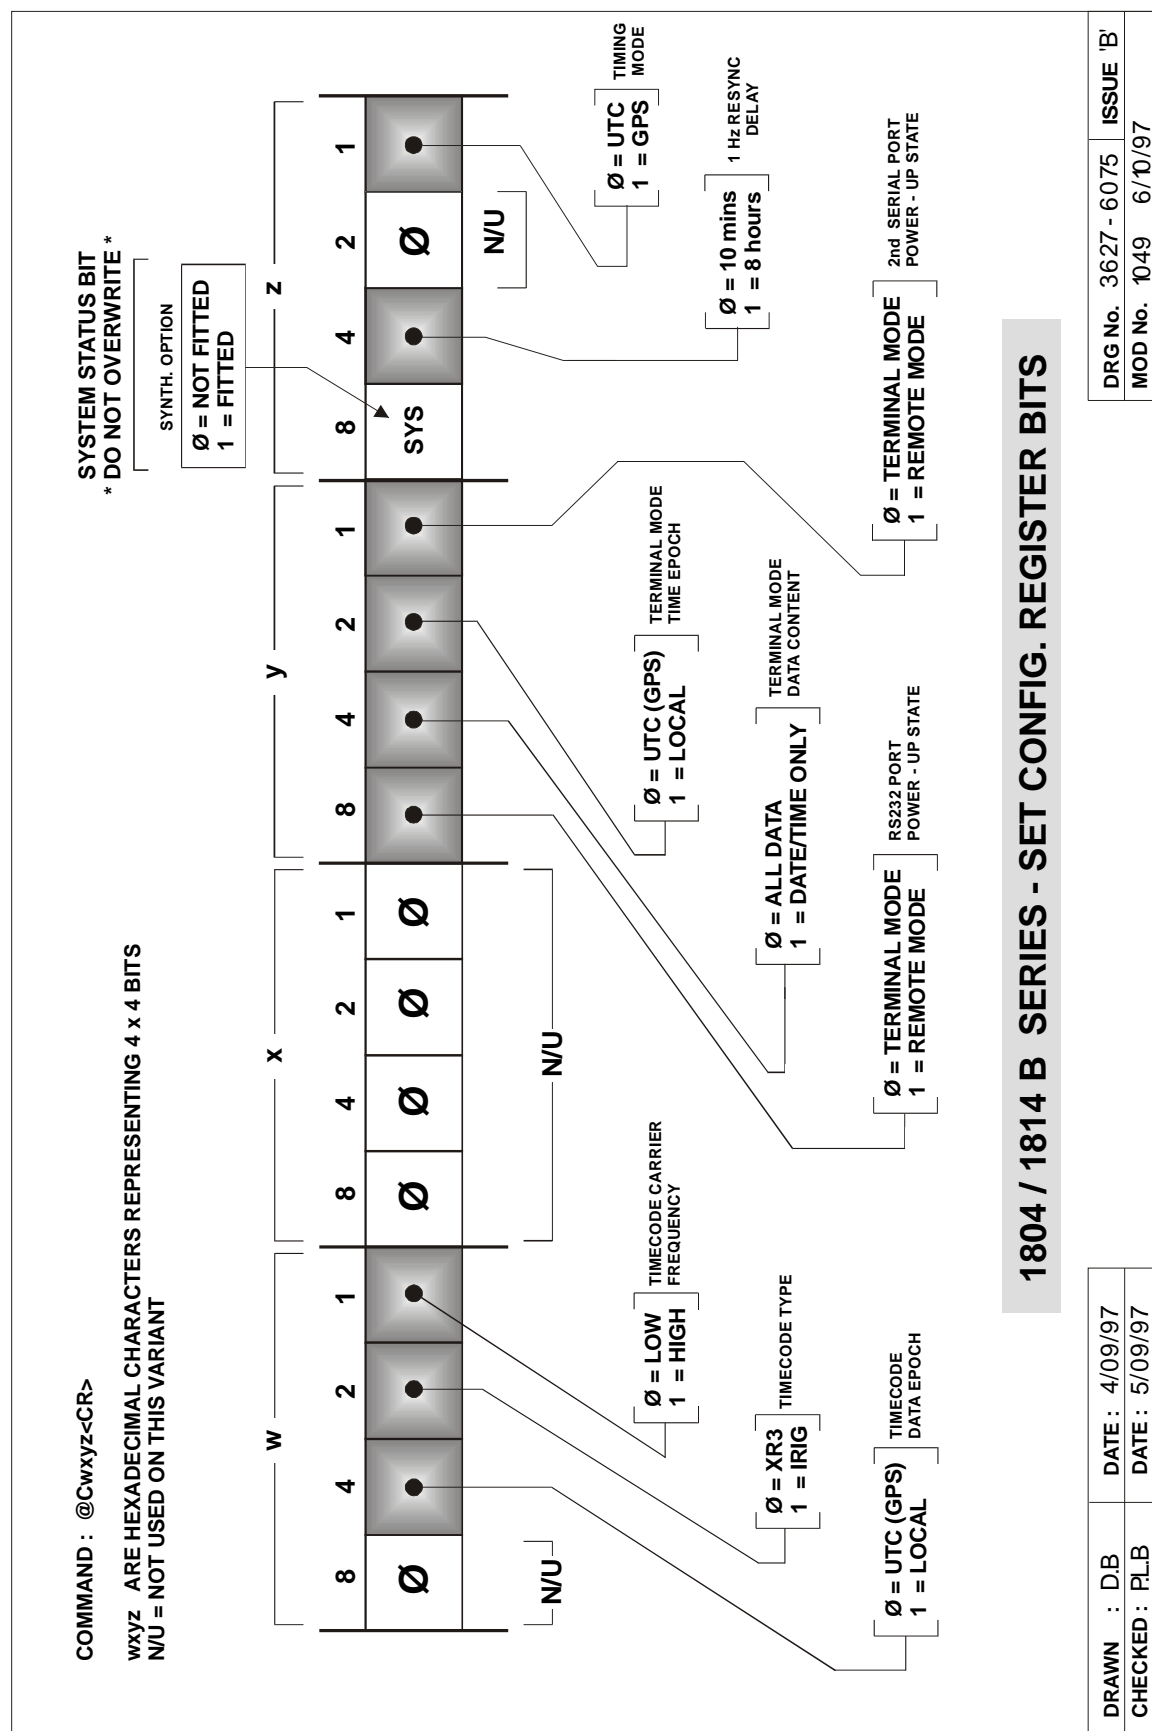 COMMAND : @Cwxyz<CR>
wxyz ARE HEXADECIMAL CHARACTERS REPRESENTING 4 x 4 BITS
N/U = NOT USED ON THIS VARIANT
SYSTEM STATUS BIT
* DO NOT OVERWRITE *
SYNTH. OPTION
Ø = NOT FITTED
1 = FITTED
w x y z
8 4 2 1 8 4 2 1 8 4 2 1 8 4 2 1
Ø Ø Ø Ø Ø SYS Ø
N/U
N/U
N/U
Ø = LOW
1 = HIGH
TIMECODE CARRIER
FREQUENCY
Ø = XR3
1 = IRIG
TIMECODE TYPE
Ø = UTC (GPS)
1 = LOCAL
TIMECODE
DATA EPOCH
Ø = UTC (GPS)
1 = LOCAL
TERMINAL MODE
TIME EPOCH
Ø = ALL DATA
1 = DATE/TIME ONLY
TERMINAL MODE
DATA CONTENT
Ø = TERMINAL MODE
1 = REMOTE MODE
RS232 PORT
POWER - UP STATE
Ø = UTC
1 = GPS
TIMING
MODE
Ø = 10 mins
1 = 8 hours
1 Hz RESYNC
DELAY
Ø = TERMINAL MODE
1 = REMOTE MODE
2nd SERIAL PORT
POWER - UP STATE
1804 / 1814 B SERIES - SET CONFIG. REGISTER BITS
DRAWN : D.B DATE : 4/09/97
CHECKED : P.L.B DATE : 5/09/97
DRG No. 3627 - 6075 ISSUE 'B'
MOD No. 1049 6/10/97